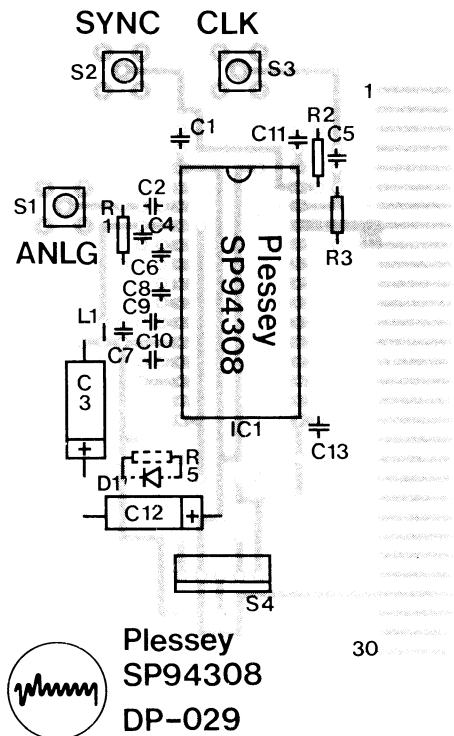 SYNC CLK
S2
S3
1
C1
C11
R2
C5
S1
C2
R
1
C4
R3
ANLG
C6
Plessey
SP94308
C8
C9
L1
C10
C7
C
3
IC1
C13
R
5
D1
C12
S4
Plessey
30
SP94308
DP-029